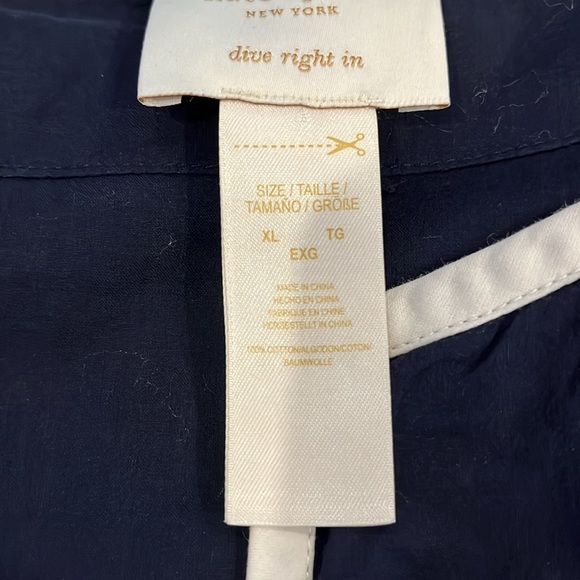 NEW YORK
dive right in
SIZE / TAILLE /
TAMAÑO / GRÖßE
XL TG
EXG
MADE IN CHINA
HECHO EN CHINA
FABRIQUE EN CHINE
HERGESTELLT IN CHINA
100% COTTON/ALGODON/COTON/
BAUMWOLLE